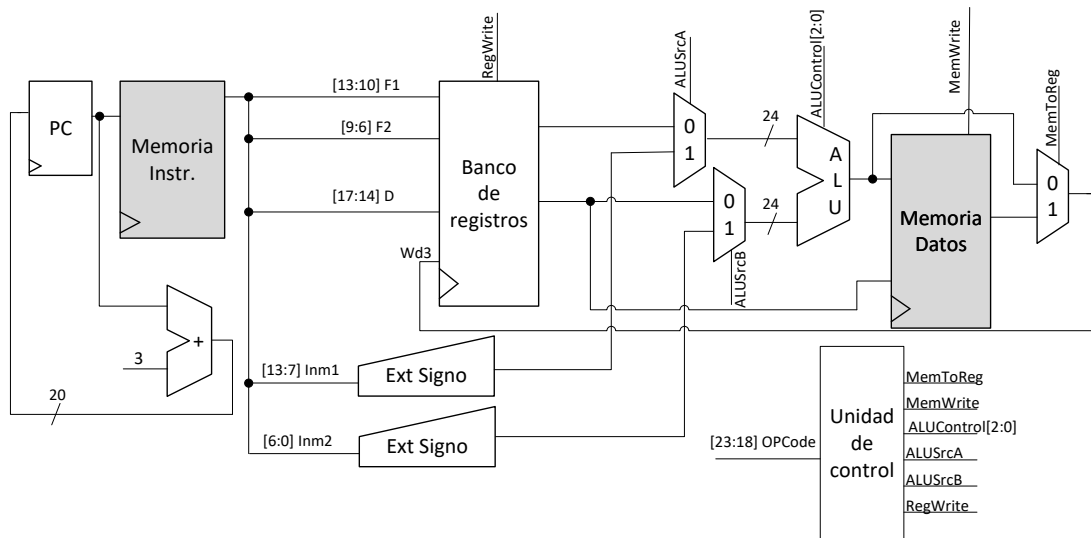 PC
Memoria
Instr.
3
+
20
[13:10] F1
[9:6] F2
[17:14] D
Wd3
RegWrite
Banco
de
registros
[13:7] Inm1
Ext Signo
[6:0] Inm2
Ext Signo
ALUSrcA
0
1
0
1
ALUSrcB
24
24
ALUControl[2:0]
A
L
U
MemWrite
Memoria
Datos
MemToReg
0
1
[23:18] OPCode
Unidad
de
control
MemToReg
MemWrite
ALUControl[2:0]
ALUSrcA
ALUSrcB
RegWrite